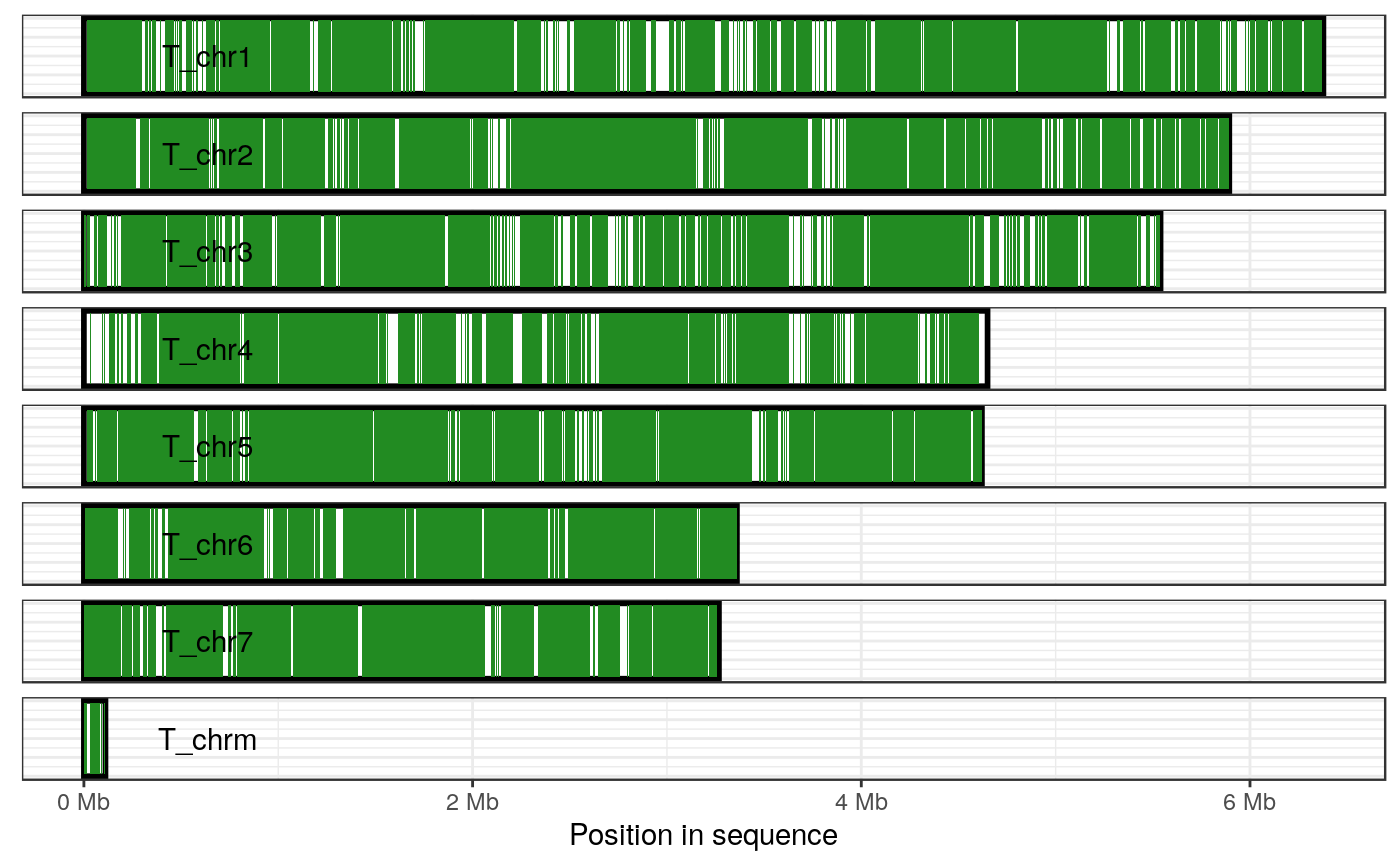 T_chr1
T_chr2
T_chr3
T_chr4
T_chr5
T_chr6
T_chr7
T_chrm
0 Mb 2 Mb 4 Mb 6 Mb
Position in sequence